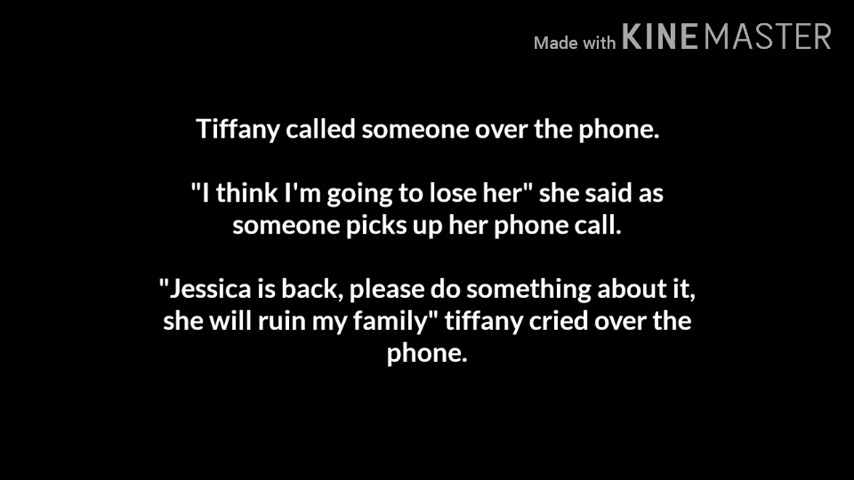 Made with KINEMASTER
Tiffany called someone over the phone.
"I think I'm going to lose her" she said as
someone picks up her phone call.
"Jessica is back, please do something about it,
she will ruin my family" tiffany cried over the
phone.